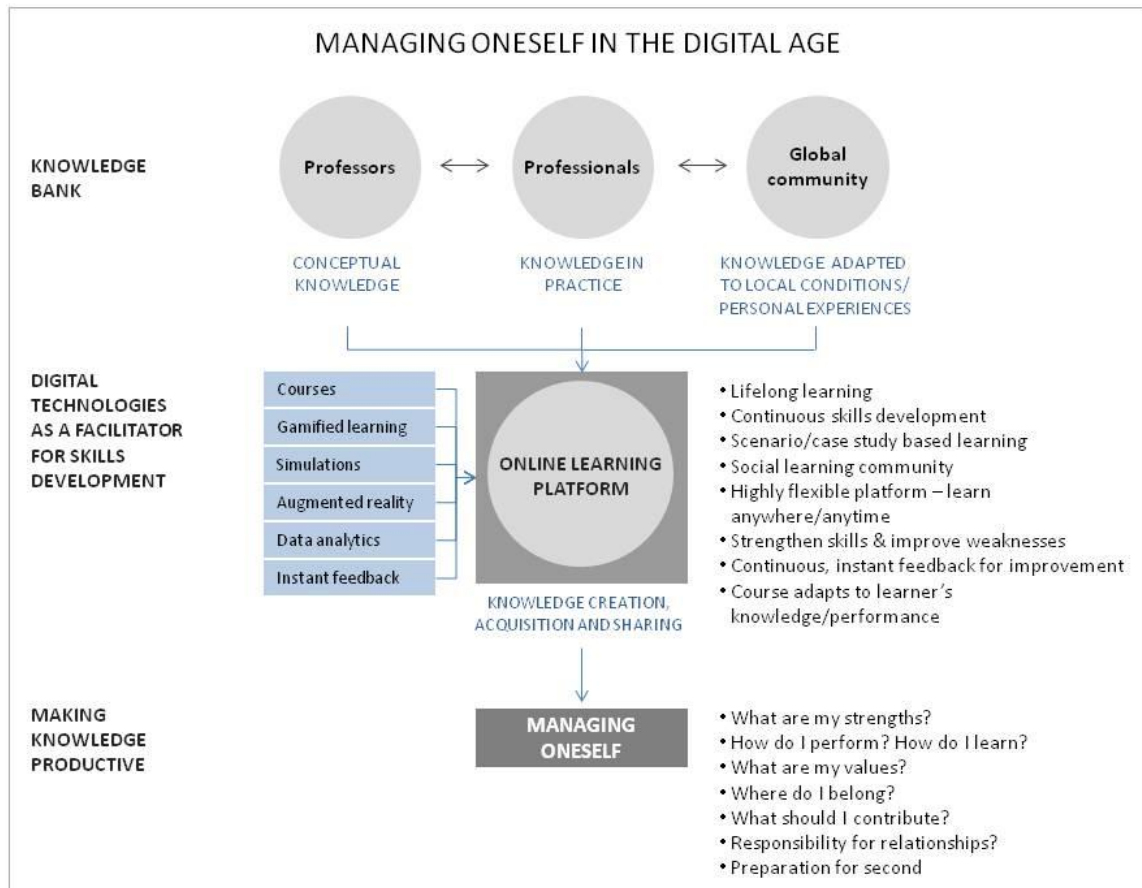 MANAGING ONESELF IN THE DIGITAL AGE
KNOWLEDGE
BANK
Professors
Professionals
Global
community
CONCEPTUAL
KNOWLEDGE
KNOWLEDGE IN
PRACTICE
KNOWLEDGE ADAPTED
TO LOCAL CONDITIONS/
PERSONAL EXPERIENCES
DIGITAL
TECHNOLOGIES
AS A FACILITATOR
FOR SKILLS
DEVELOPMENT
Courses
Gamified learning
Simulations
Augmented reality
Data analytics
Instant feedback
ONLINE LEARNING
PLATFORM
KNOWLEDGE CREATION,
ACQUISITION AND SHARING
• Lifelong learning
• Continuous skills development
• Scenario/case study based learning
• Social learning community
• Highly flexible platform – learn
anywhere/anytime
• Strengthen skills & improve weaknesses
• Continuous, instant feedback for improvement
• Course adapts to learner's
knowledge/performance
MAKING
KNOWLEDGE
PRODUCTIVE
MANAGING
ONESELF
• What are my strengths?
• How do I perform? How do I learn?
• What are my values?
• Where do I belong?
• What should I contribute?
• Responsibility for relationships?
• Preparation for second